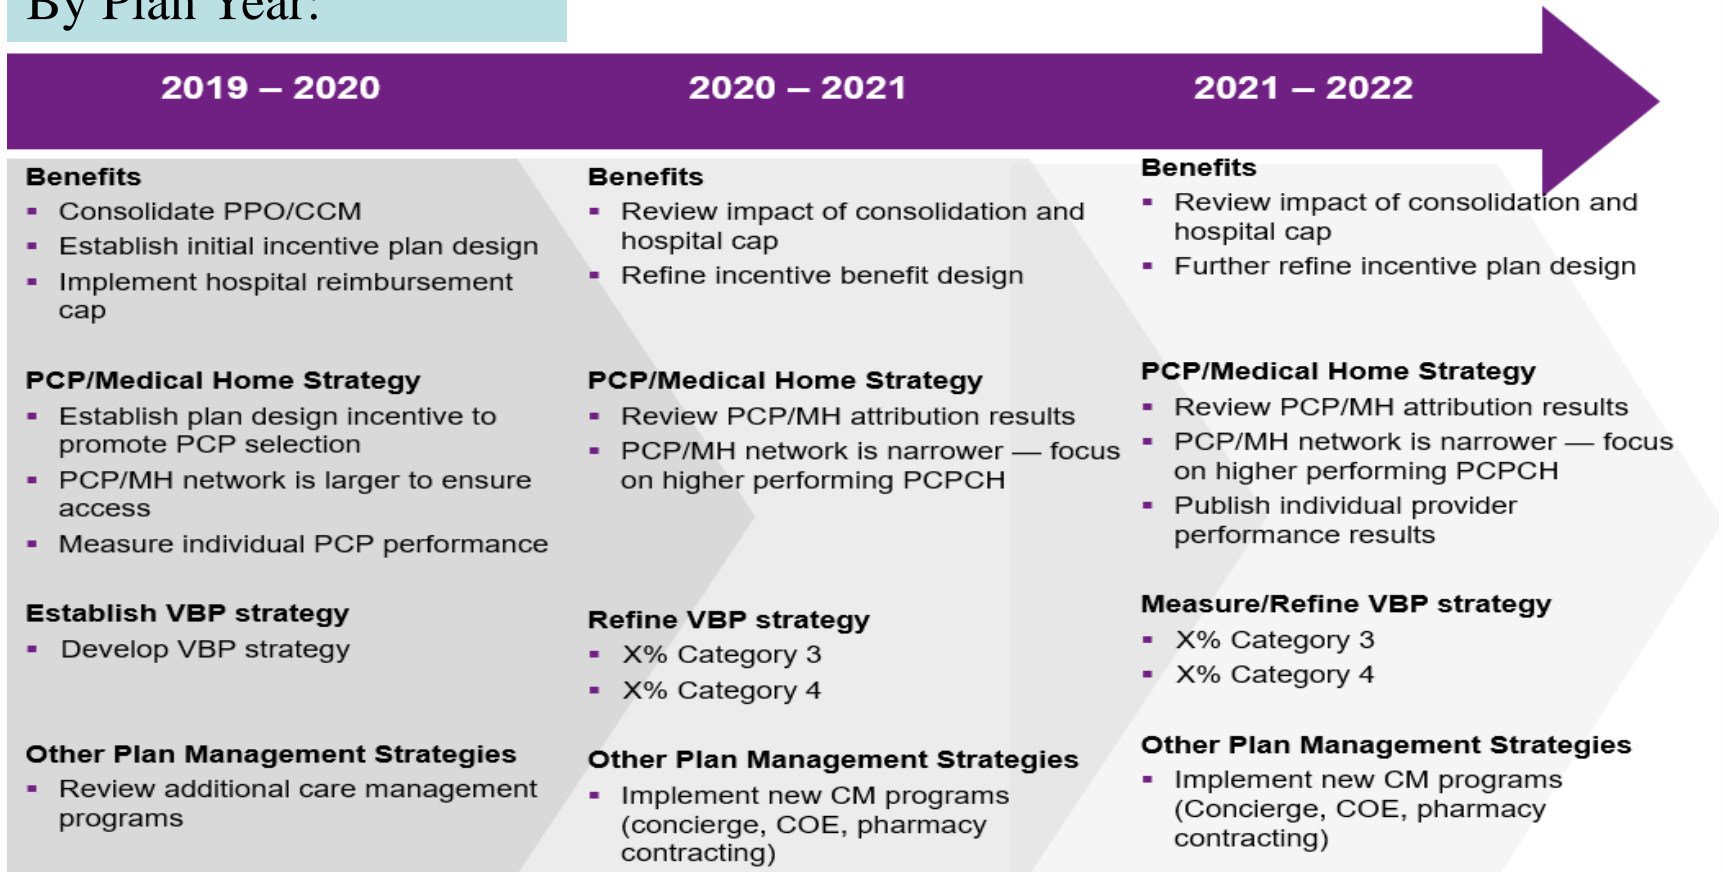 By Plan Year:
2019 – 2020
2020 – 2021
2021 – 2022
Benefits
▪ Consolidate PPO/CCM
▪ Establish initial incentive plan design
▪ Implement hospital reimbursement
cap
PCP/Medical Home Strategy
▪ Establish plan design incentive to
promote PCP selection
▪ PCP/MH network is larger to ensure
access
▪ Measure individual PCP performance
Establish VBP strategy
▪ Develop VBP strategy
Other Plan Management Strategies
▪ Review additional care management
programs
Benefits
▪ Review impact of consolidation and
hospital cap
▪ Refine incentive benefit design
PCP/Medical Home Strategy
▪ Review PCP/MH attribution results
▪ PCP/MH network is narrower — focus
on higher performing PCPCH
Refine VBP strategy
▪ X% Category 3
▪ X% Category 4
Other Plan Management Strategies
▪ Implement new CM programs
(concierge, COE, pharmacy
contracting)
Benefits
▪ Review impact of consolidation and
hospital cap
▪ Further refine incentive plan design
PCP/Medical Home Strategy
▪ Review PCP/MH attribution results
▪ PCP/MH network is narrower — focus
on higher performing PCPCH
▪ Publish individual provider
performance results
Measure/Refine VBP strategy
▪ X% Category 3
▪ X% Category 4
Other Plan Management Strategies
▪ Implement new CM programs
(Concierge, COE, pharmacy
contracting)